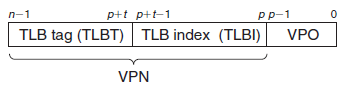 n−1 p+t p+t−1 p p−1 0
TLB tag (TLBT) TLB index (TLBI) VPO
VPN